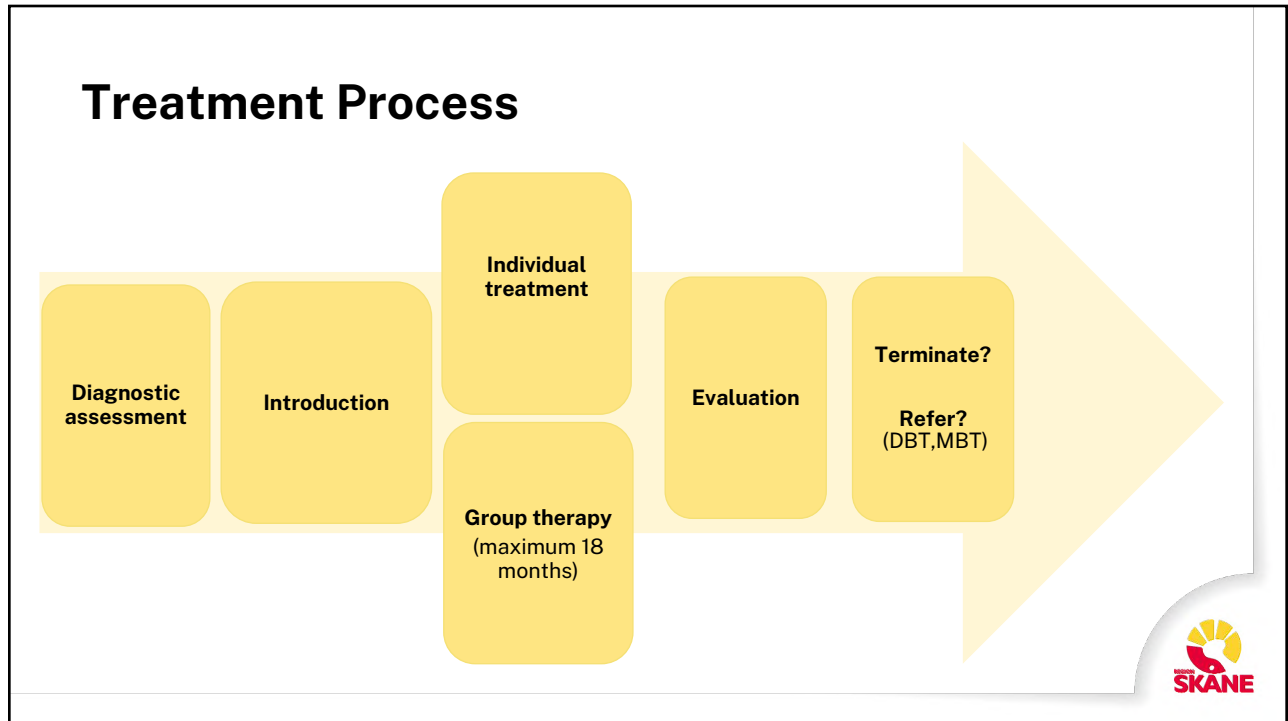 Treatment Process
Diagnostic
assessment
Introduction
Individual
treatment
Group therapy
(maximum 18
months)
Evaluation
Terminate?
Refer?
(DBT,MBT)
REGION
SKÅNE